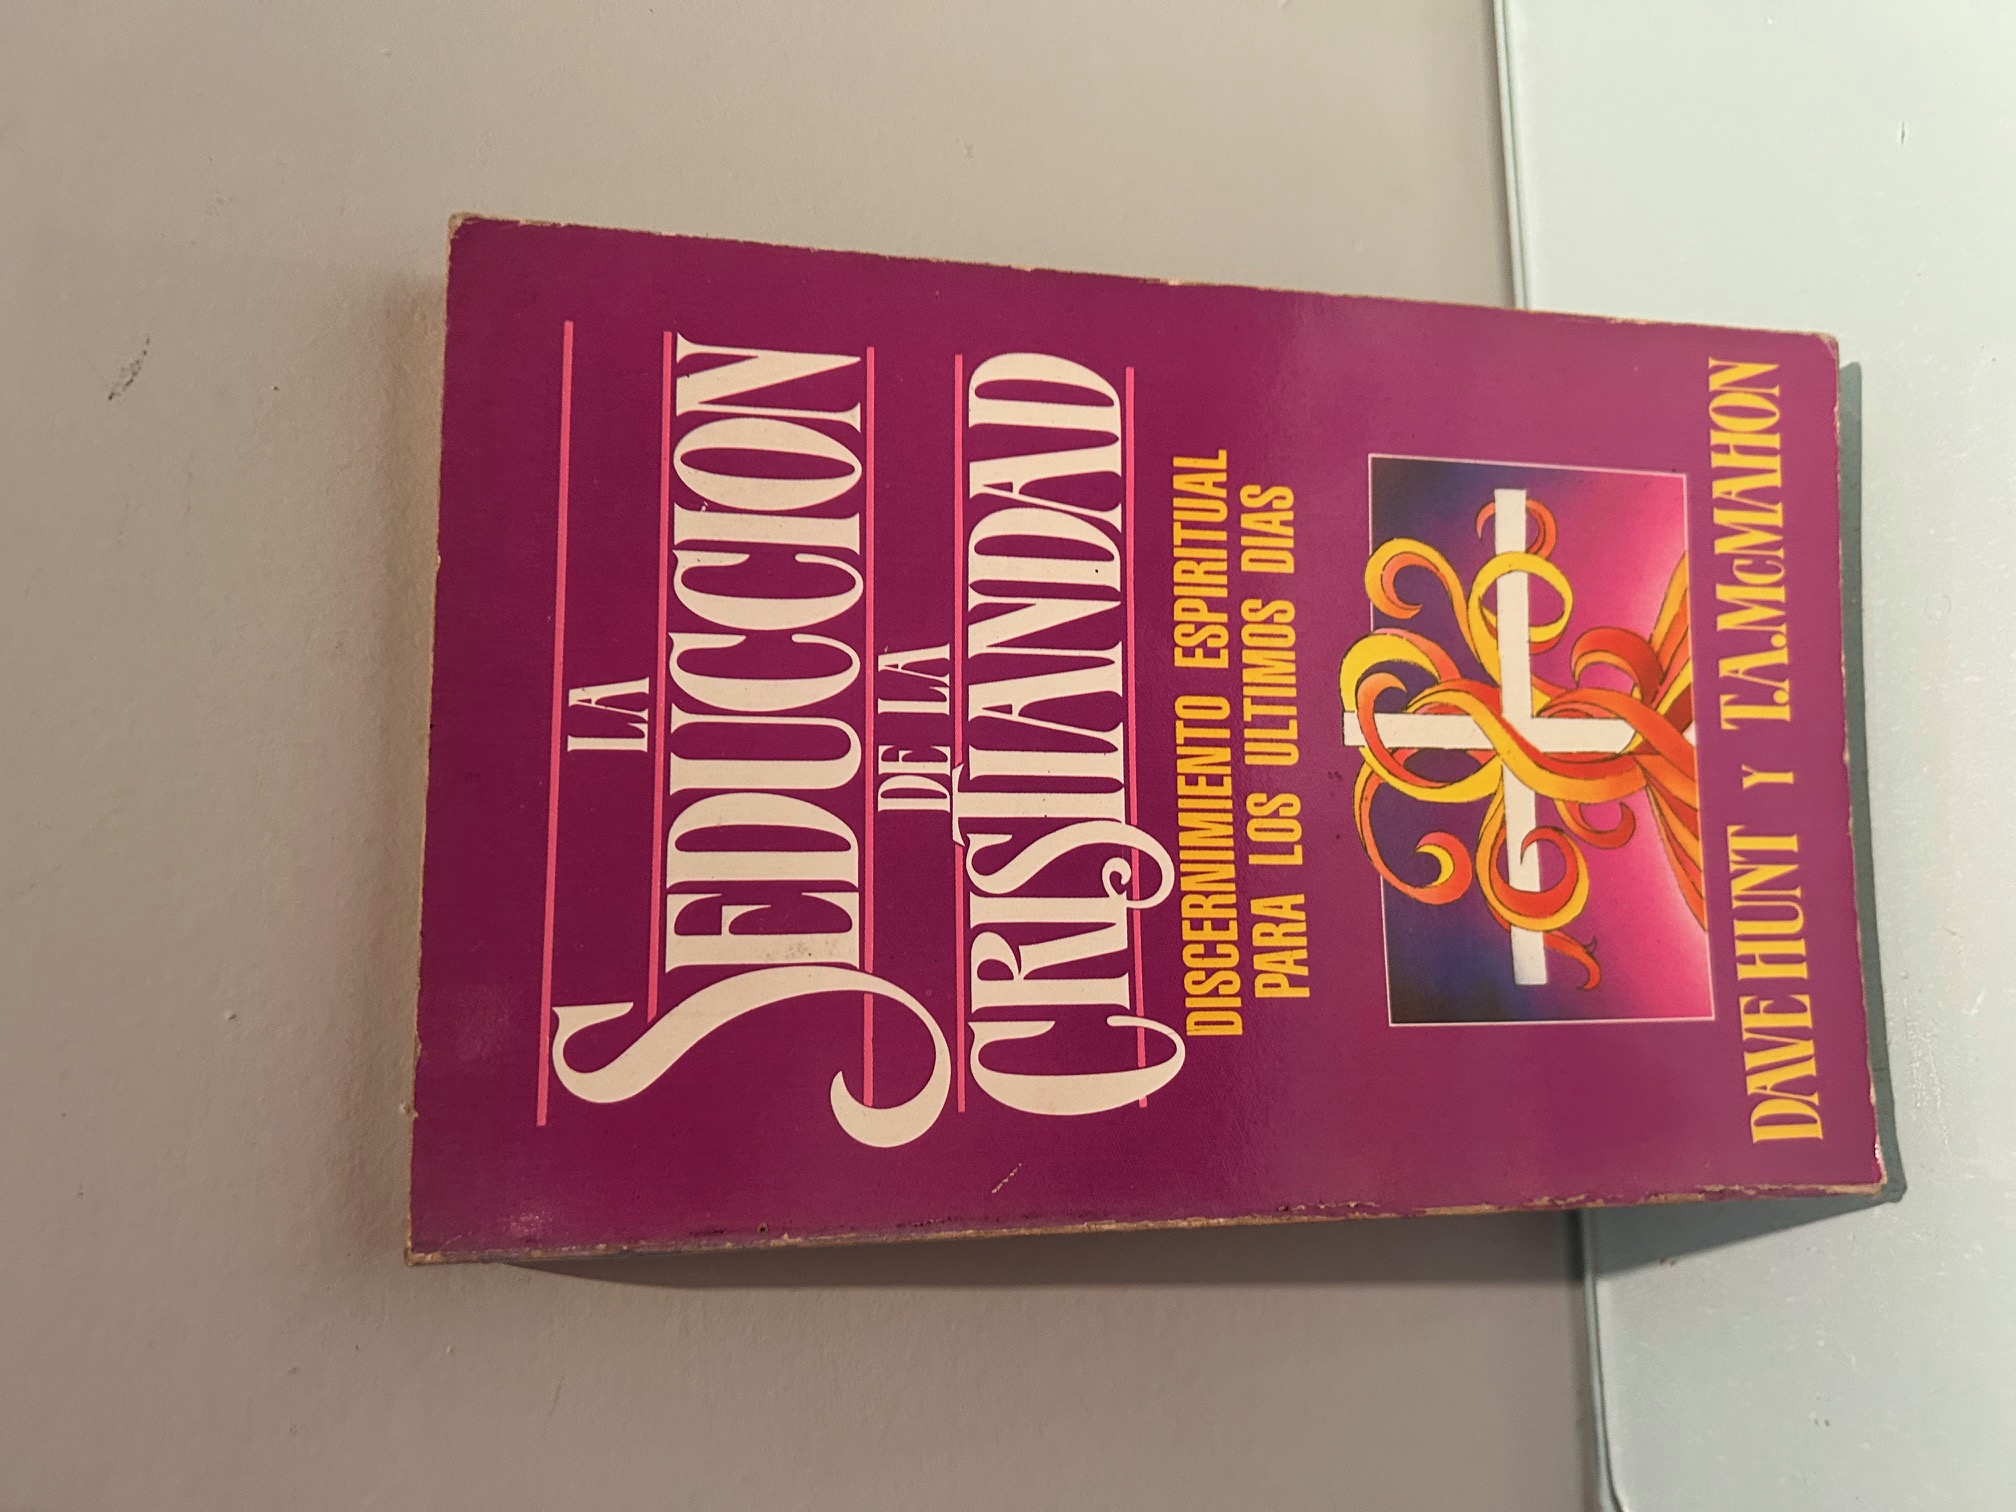 LA
SEDUCCION
DE LA
CRISTIANDAD
DISCERNIMIENTO ESPIRITUAL
PARA LOS ULTIMOS DIAS
DAVE HUNT Y T.A.McMAHON